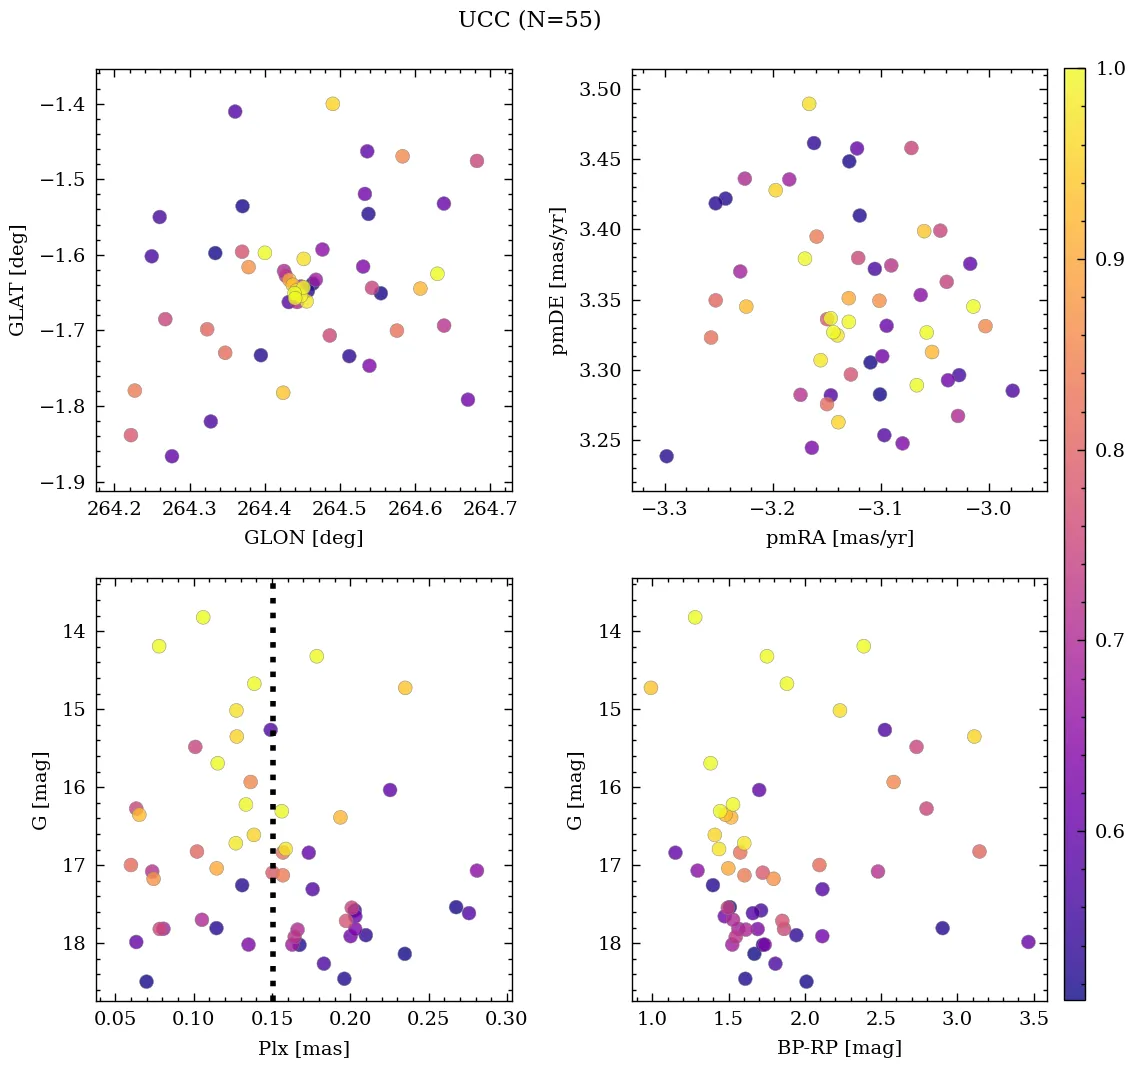 UCC (N=55)
−1.4
−1.5
−1.6
−1.7
−1.8
−1.9
GLAT [deg]
264.2 264.3 264.4 264.5 264.6 264.7
GLON [deg]
3.50
3.45
3.40
3.35
3.30
3.25
pmDE [mas/yr]
−3.3 −3.2 −3.1 −3.0
pmRA [mas/yr]
14
15
16
17
18
G [mag]
0.05 0.10 0.15 0.20 0.25 0.30
Plx [mas]
14
15
16
17
18
G [mag]
1.0 1.5 2.0 2.5 3.0 3.5
BP-RP [mag]
1.0
0.9
0.8
0.7
0.6